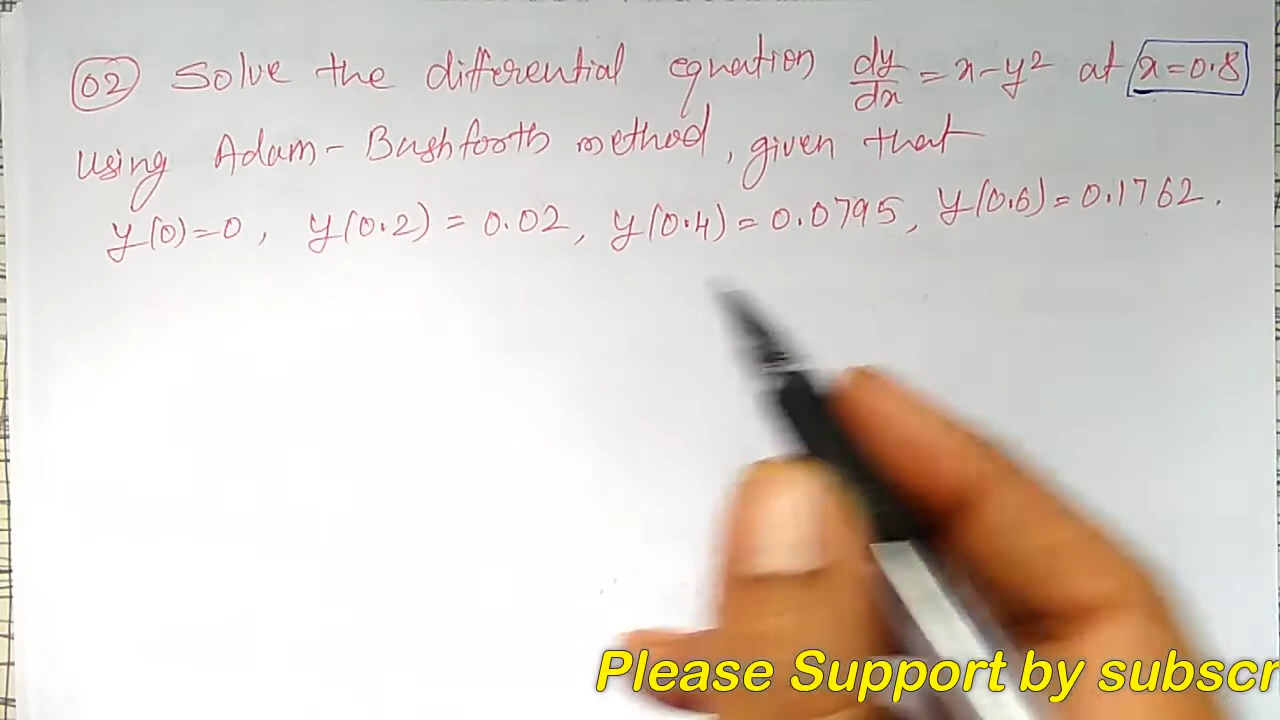 02 Solve the differential equation dy/dx = x-y² at x=0.8
Using Adam-Bashforth method, given that
y(0)=0, y(0.2) = 0.02, y(0.4) = 0.0795, y(0.6)=0.1762.
Please Support by subscr